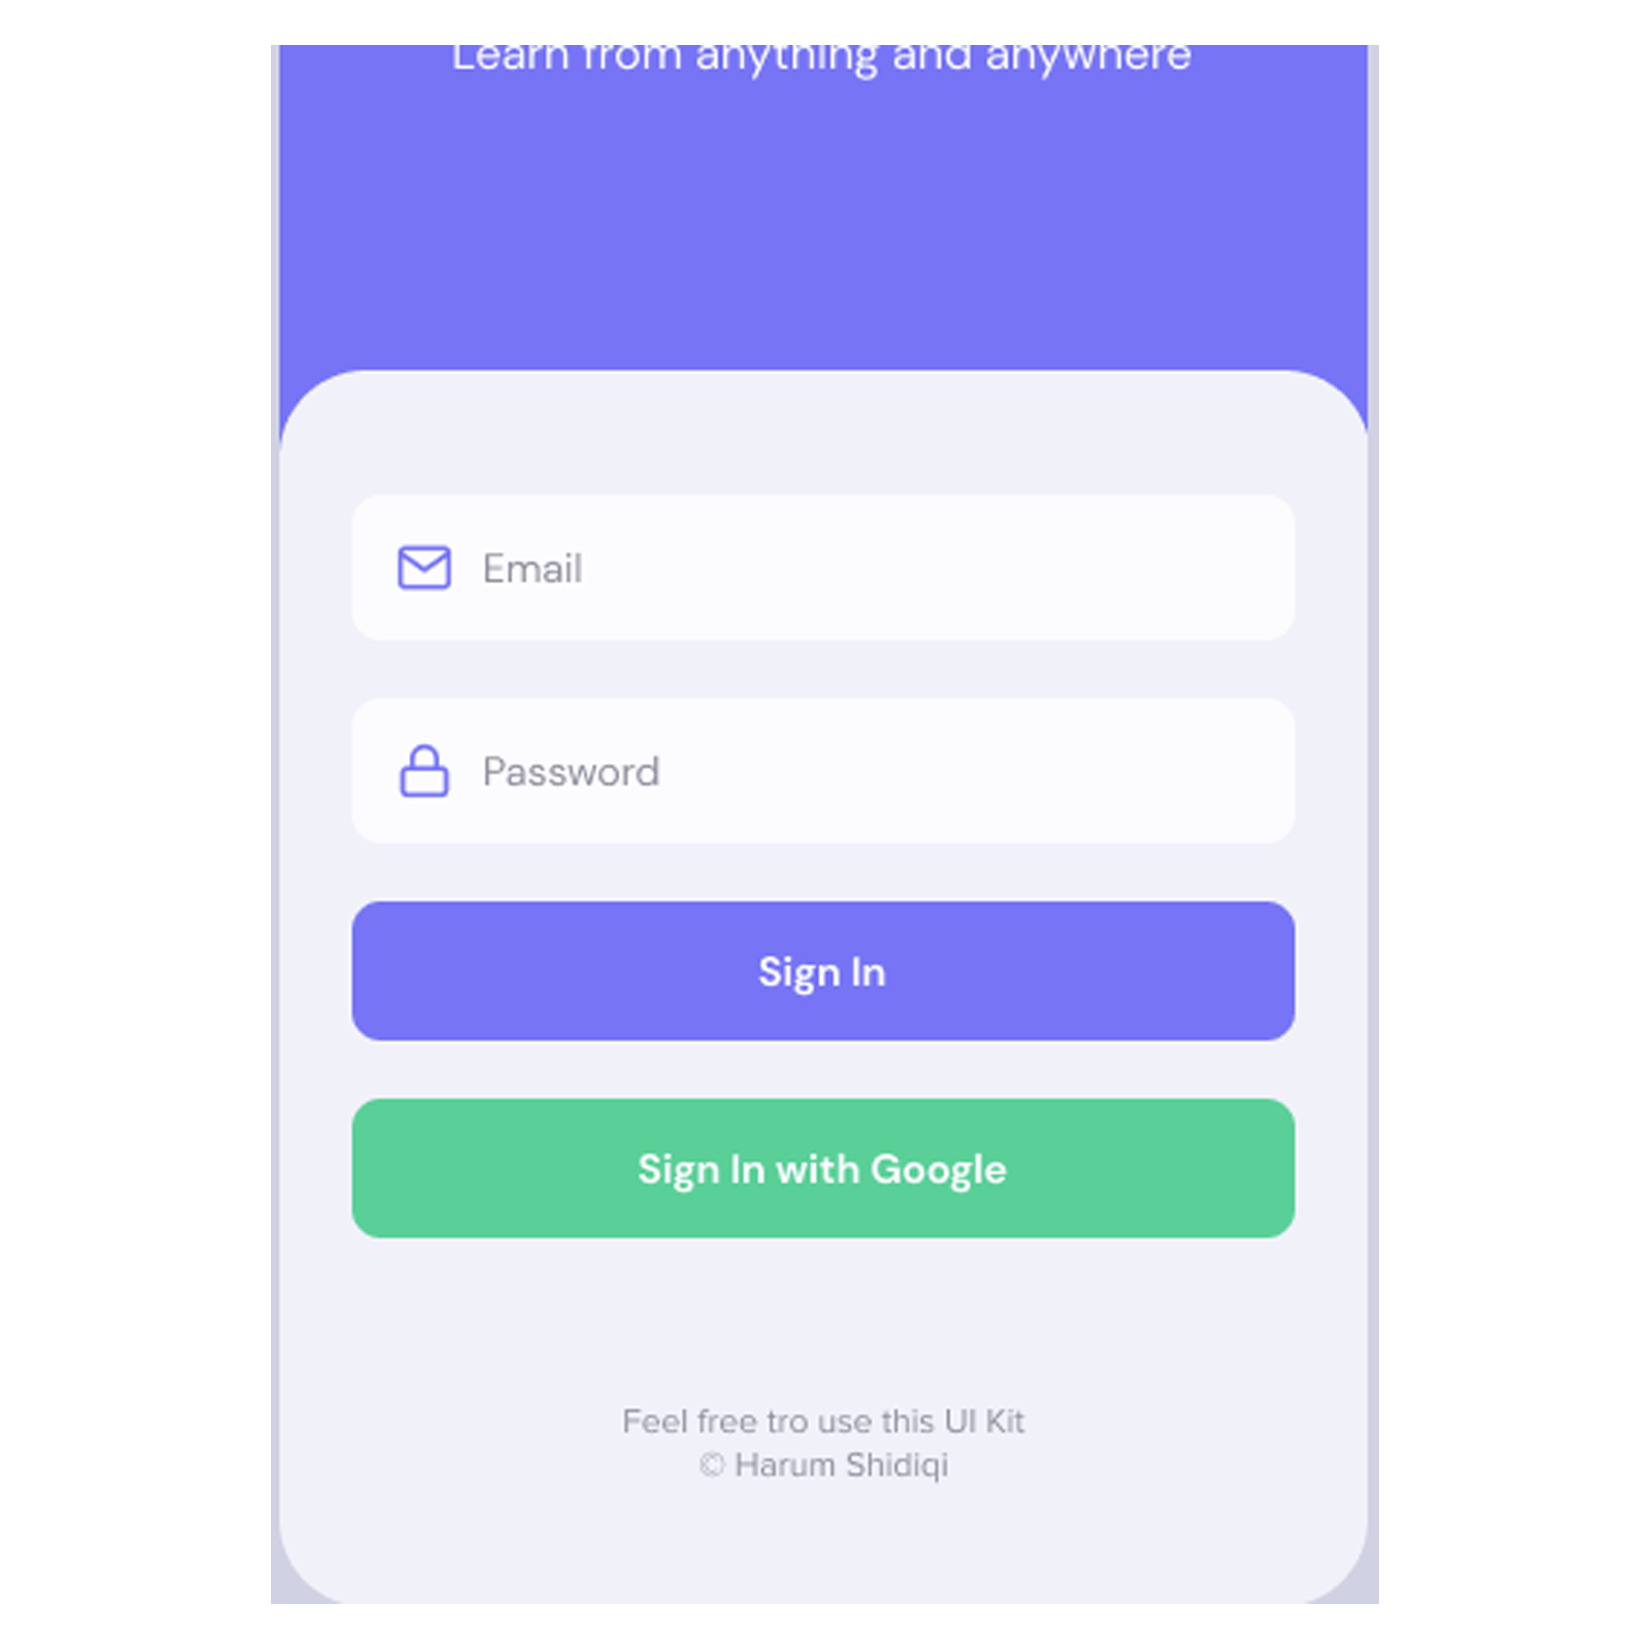 Learn from anything and anywhere
Email
Password
Sign In
Sign In with Google
Feel free tro use this UI Kit
© Harum Shidiqi